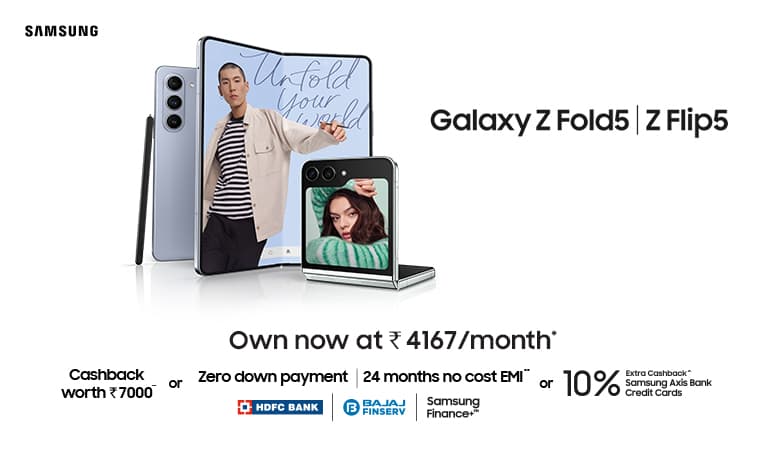 SAMSUNG
Unfold
Your
world
Galaxy Z Fold5 | Z Flip5
Own now at ₹ 4167/month*
Cashback
worth ₹7000~
or
Zero down payment | 24 months no cost EMI**
HDFC BANK
BAJAJ
FINSERV
Samsung
Finance+™
or
10%
Extra Cashback^
Samsung Axis Bank
Credit Cards